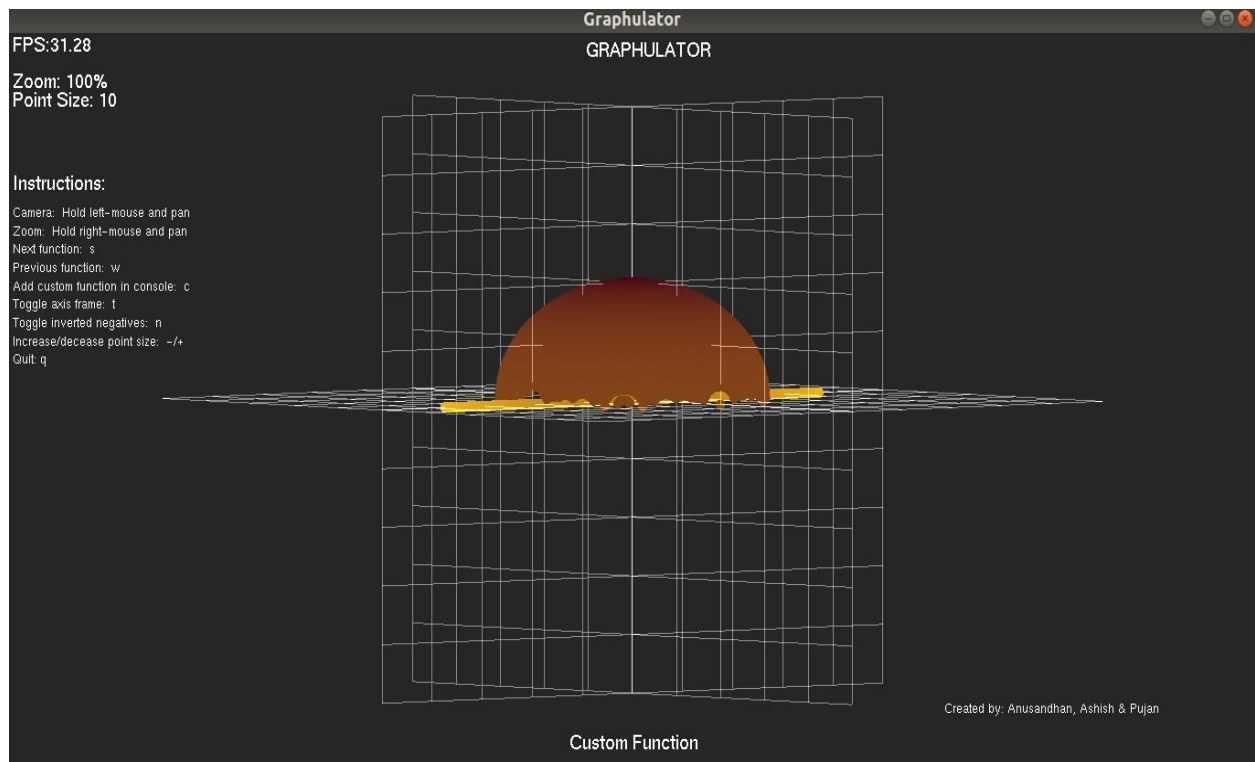 Graphulator
FPS:31.28
GRAPHULATOR
Zoom: 100%
Point Size: 10
Instructions:
Camera: Hold left-mouse and pan
Zoom: Hold right-mouse and pan
Next function: s
Previous function: w
Add custom function in console: c
Toggle axis frame: t
Toggle inverted negatives: n
Increase/decease point size: -/+
Quit: q
Created by: Anusandhan, Ashish & Pujan
Custom Function